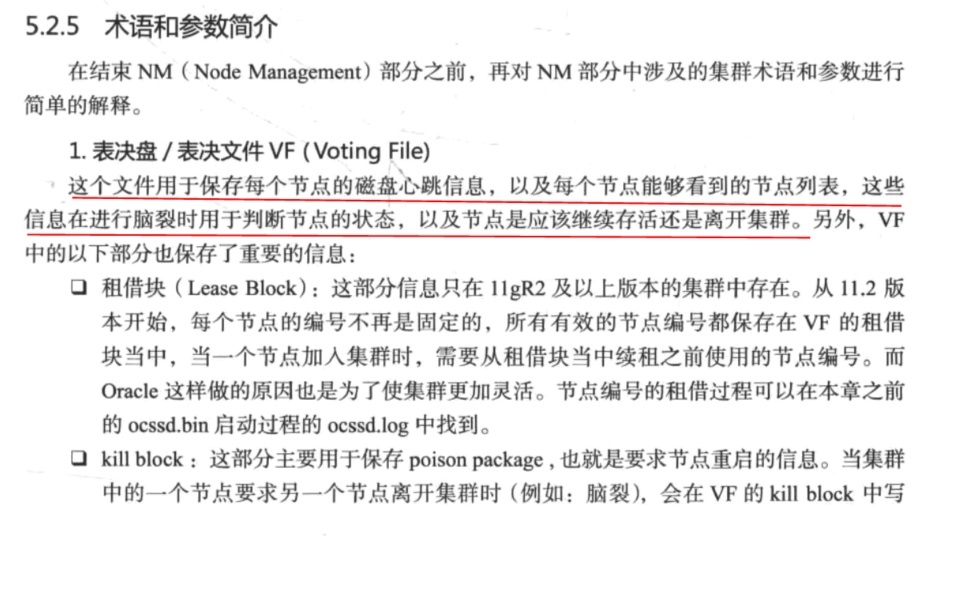 5.2.5 术语和参数简介
在结束 NM（Node Management）部分之前，再对 NM 部分中涉及的集群术语和参数进行
简单的解释。
1. 表决盘 / 表决文件 VF（Voting File)
这个文件用于保存每个节点的磁盘心跳信息，以及每个节点能够看到的节点列表，这些
信息在进行脑裂时用于判断节点的状态，以及节点是应该继续存活还是离开集群。另外，VF
中的以下部分也保存了重要的信息：
❑ 租借块（Lease Block）：这部分信息只在 11gR2 及以上版本的集群中存在。从 11.2 版
本开始，每个节点的编号不再是固定的，所有有效的节点编号都保存在 VF 的租借
块当中，当一个节点加入集群时，需要从租借块当中续租之前使用的节点编号。而
Oracle 这样做的原因也是为了使集群更加灵活。节点编号的租借过程可以在本章之前
的 ocssd.bin 启动过程的 ocssd.log 中找到。
❑ kill block ：这部分主要用于保存 poison package , 也就是要求节点重启的信息。当集群
中的一个节点要求另一个节点离开集群时（例如：脑裂），会在 VF 的 kill block 中写